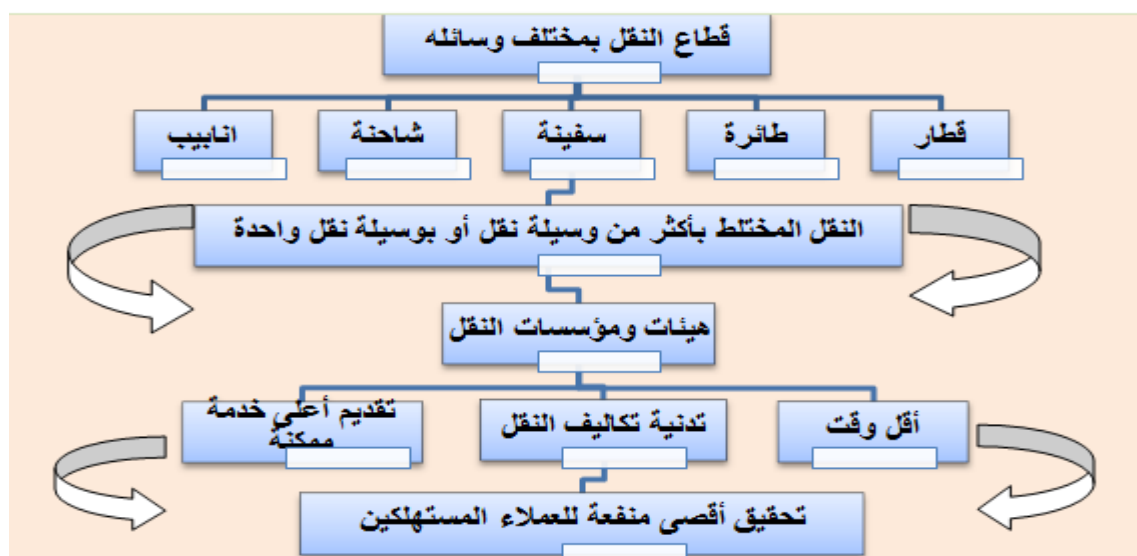 قطاع النقل بمختلف وسائله
قطار
طائرة
سفينة
شاحنة
انابيب
النقل المختلط بأكثر من وسيلة نقل أو بوسيلة نقل واحدة
هيئات ومؤسسات النقل
أقل وقت
تدنية تكاليف النقل
تقديم أعلى خدمة
ممكنة
تحقيق أقصى منفعة للعملاء المستهلكين